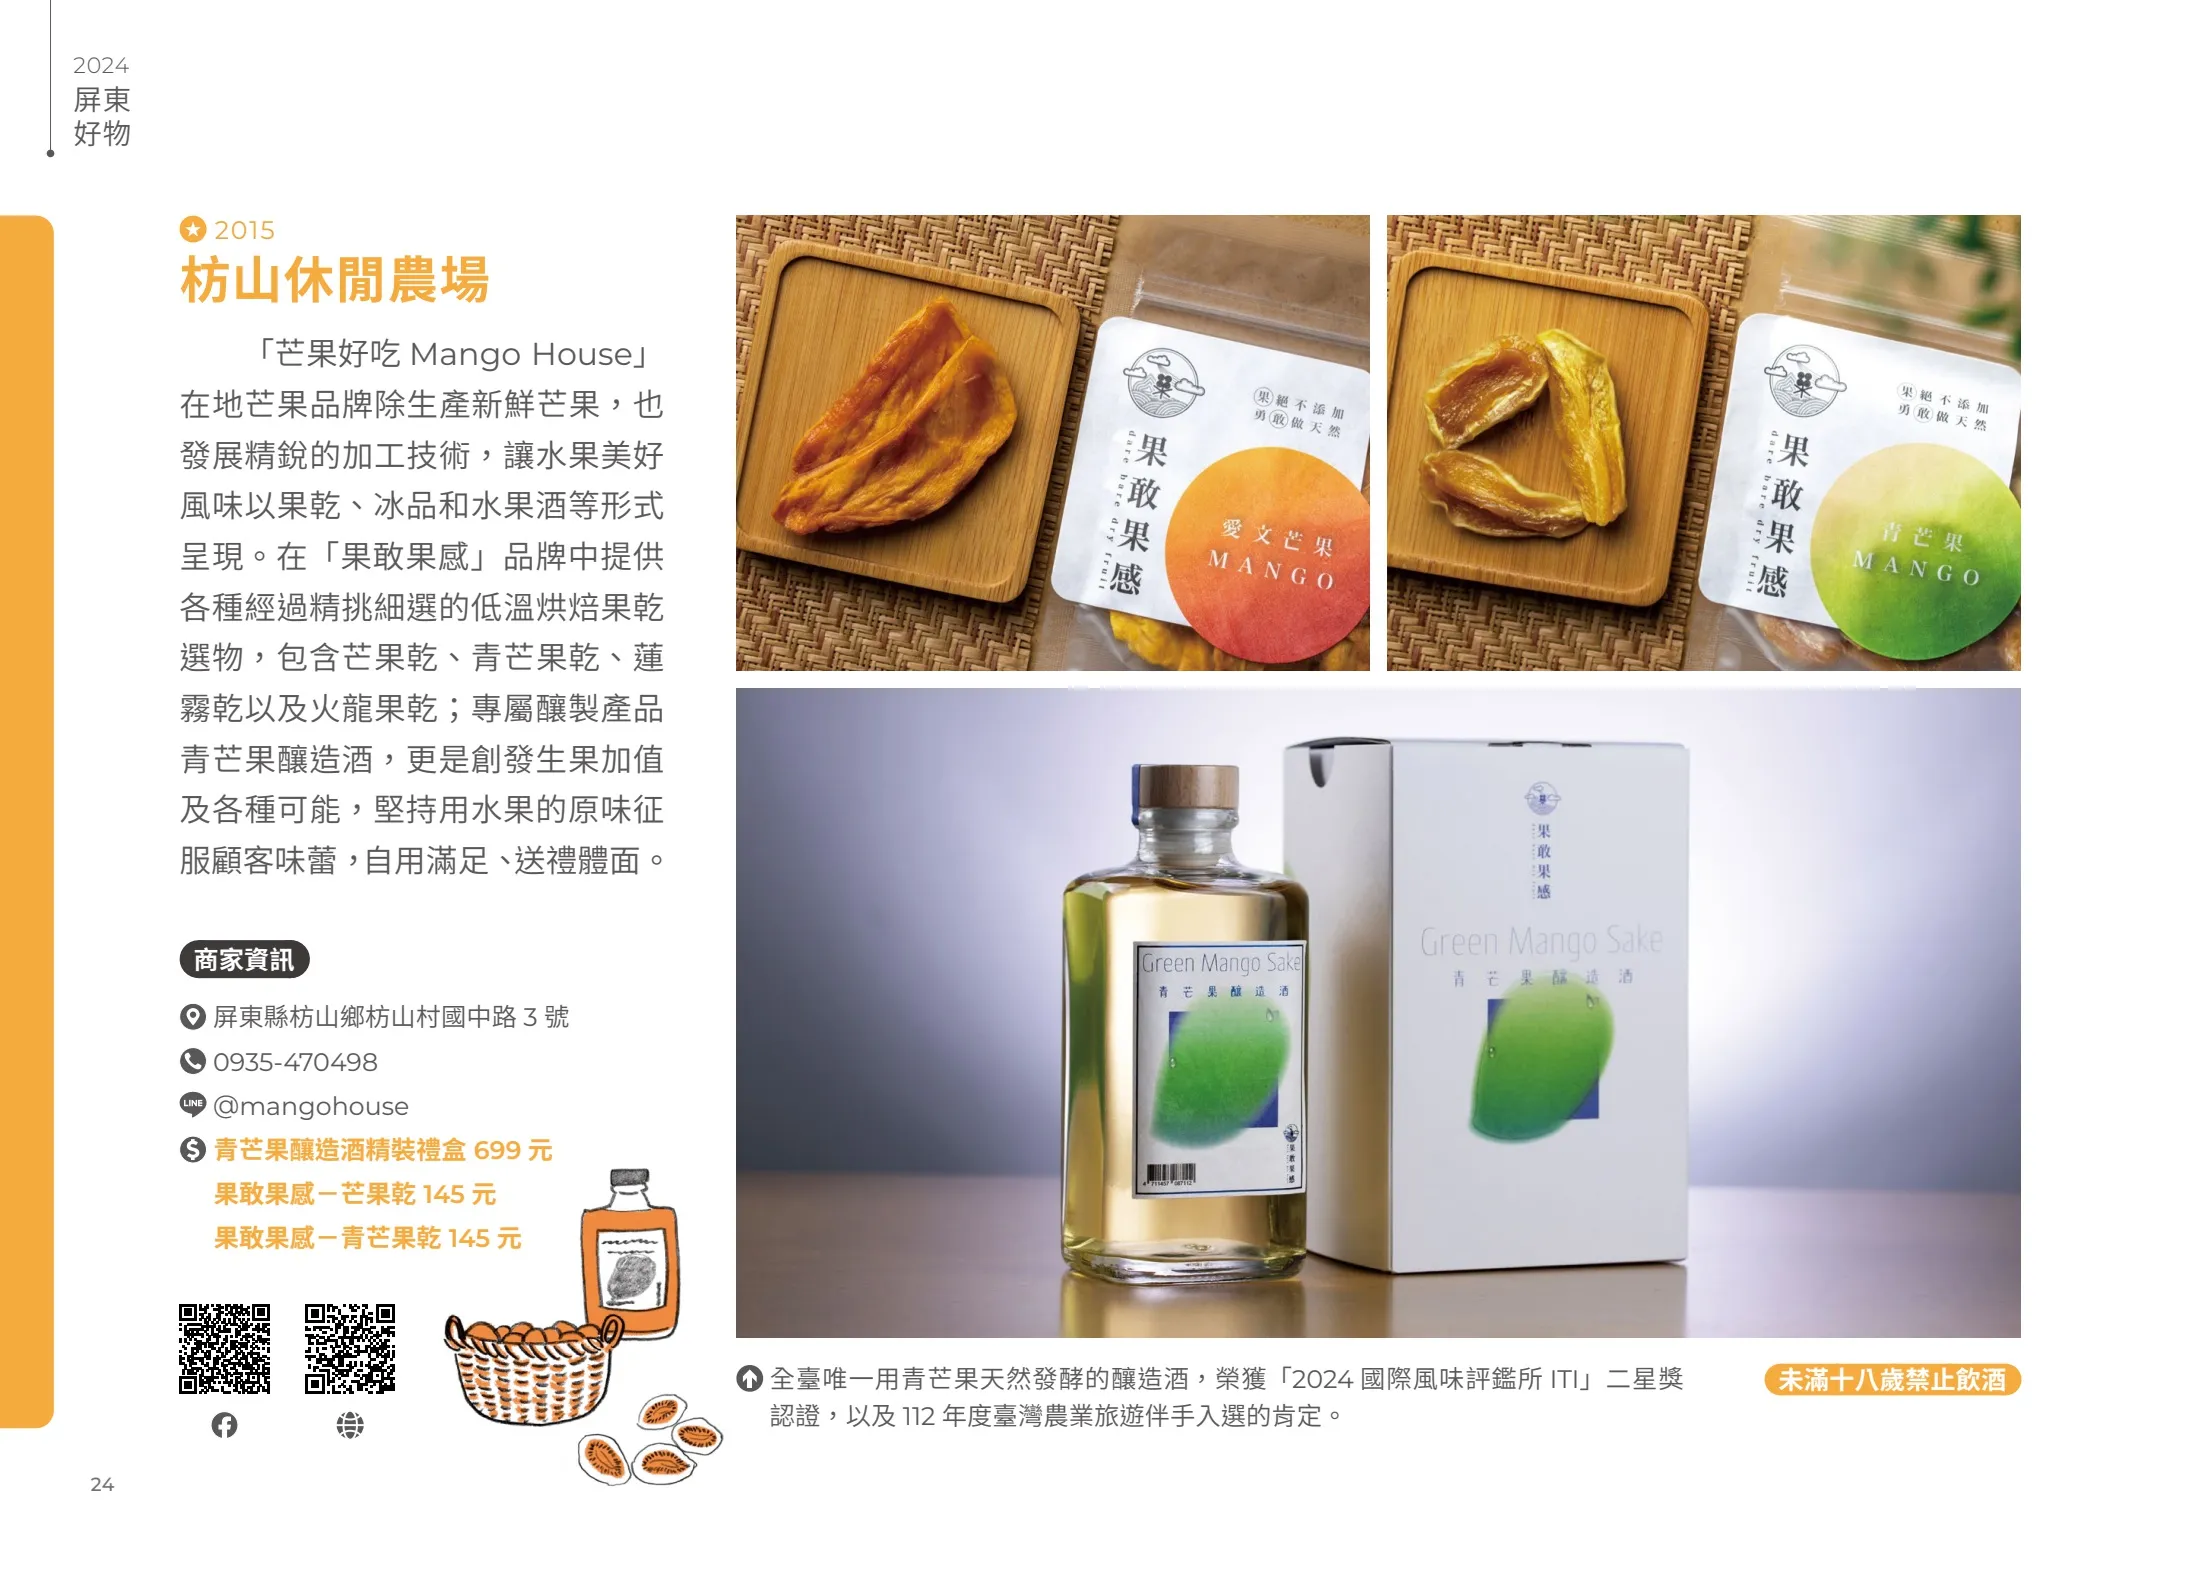 2024
屏東
好物
2015
枋山休閒農場
「芒果好吃 Mango House」
在地芒果品牌除生產新鮮芒果，也
發展精銳的加工技術，讓水果美好
風味以果乾、冰品和水果酒等形式
呈現。在「果敢果感」品牌中提供
各種經過精挑細選的低溫烘焙果乾
選物，包含芒果乾、青芒果乾、蓮
霧乾以及火龍果乾；專屬釀製產品
青芒果釀造酒，更是創發生果加值
及各種可能，堅持用水果的原味征
服顧客味蕾，自用滿足、送禮體面。
商家資訊
屏東縣枋山鄉枋山村國中路 3 號
0935-470498
LINE @mangohouse
青芒果釀造酒精裝禮盒 699 元
果敢果感－芒果乾 145 元
果敢果感－青芒果乾 145 元
果絕不添加
勇敢做天然
果敢果感
dare bare dry fruit
愛文芒果
MANGO
果絕不添加
勇敢做天然
果敢果感
dare bare dry fruit
青芒果
MANGO
Green Mango Sake
青芒果釀造酒
果敢果感
果敢果感
Green Mango Sake
青芒果釀造酒
全臺唯一用青芒果天然發酵的釀造酒，榮獲「2024 國際風味評鑑所 ITI」二星獎
認證，以及 112 年度臺灣農業旅遊伴手入選的肯定。
未滿十八歲禁止飲酒
24